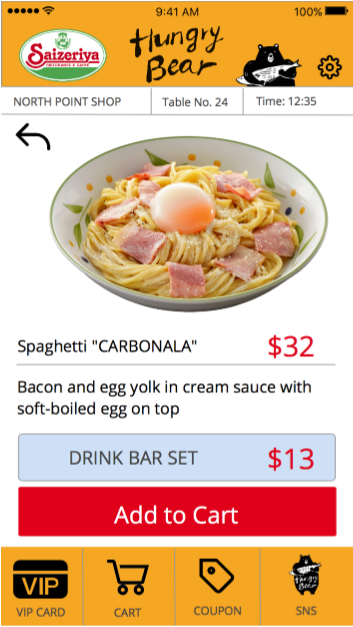 9:41 AM
100%
Saizeriya
Hungry
Bear
NORTH POINT SHOP
Table No. 24
Time: 12:35
Spaghetti "CARBONALA"
$32
Bacon and egg yolk in cream sauce with
soft-boiled egg on top
DRINK BAR SET
$13
Add to Cart
VIP
VIP CARD
CART
COUPON
Hungry
Bear
SNS